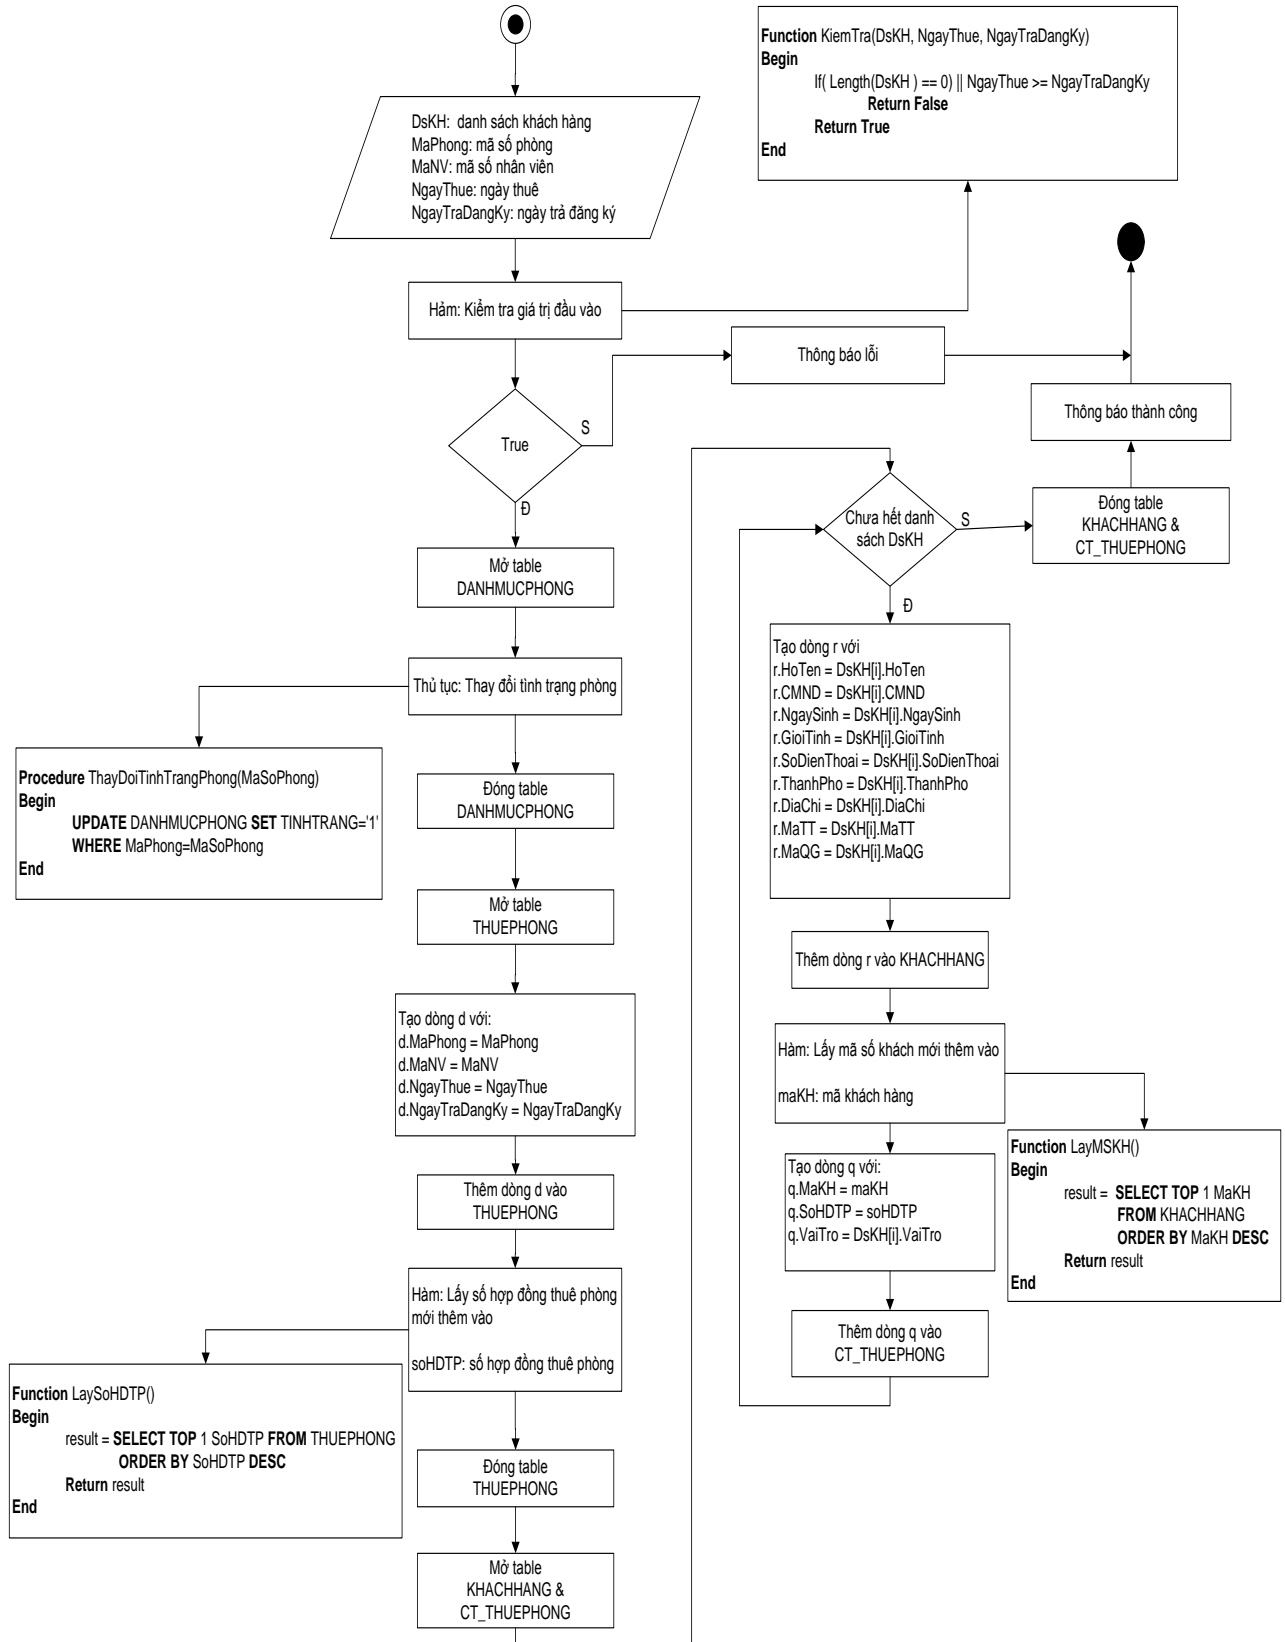 DsKH: danh sách khách hàng
MaPhong: mã số phòng
MaNV: mã số nhân viên
NgayThue: ngày thuê
NgayTraDangKy: ngày trả đăng ký
Function KiemTra(DsKH, NgayThue, NgayTraDangKy)
Begin
If( Length(DsKH ) == 0) || NgayThue >= NgayTraDangKy
Return False
Return True
End
Hảm: Kiểm tra giá trị đầu vào
Thông báo lỗi
True
S
Đ
Thông báo thành công
Chưa hết danh
sách DsKH
S
Đ
Đóng table
KHACHHANG &
CT_THUEPHONG
Mở table
DANHMUCPHONG
Thủ tục: Thay đổi tình trạng phòng
Procedure ThayDoiTinhTrangPhong(MaSoPhong)
Begin
UPDATE DANHMUCPHONG SET TINHTRANG='1'
WHERE MaPhong=MaSoPhong
End
Đóng table
DANHMUCPHONG
Mở table
THUEPHONG
Tạo dòng d với:
d.MaPhong = MaPhong
d.MaNV = MaNV
d.NgayThue = NgayThue
d.NgayTraDangKy = NgayTraDangKy
Thêm dòng d vào
THUEPHONG
Hàm: Lấy số hợp đồng thuê phòng
mới thêm vào
soHDTP: số hợp đồng thuê phòng
Function LaySoHDTP()
Begin
result = SELECT TOP 1 SoHDTP FROM THUEPHONG
ORDER BY SoHDTP DESC
Return result
End
Đóng table
THUEPHONG
Mở table
KHACHHANG &
CT_THUEPHONG
Tạo dòng r với
r.HoTen = DsKH[i].HoTen
r.CMND = DsKH[i].CMND
r.NgaySinh = DsKH[i].NgaySinh
r.GioiTinh = DsKH[i].GioiTinh
r.SoDienThoai = DsKH[i].SoDienThoai
r.ThanhPho = DsKH[i].ThanhPho
r.DiaChi = DsKH[i].DiaChi
r.MaTT = DsKH[i].MaTT
r.MaQG = DsKH[i].MaQG
Thêm dòng r vào KHACHHANG
Hàm: Lấy mã số khách mới thêm vào
maKH: mã khách hàng
Function LayMSKH()
Begin
result = SELECT TOP 1 MaKH
FROM KHACHHANG
ORDER BY MaKH DESC
Return result
End
Tạo dòng q với:
q.MaKH = maKH
q.SoHDTP = soHDTP
q.VaiTro = DsKH[i].VaiTro
Thêm dòng q vào
CT_THUEPHONG